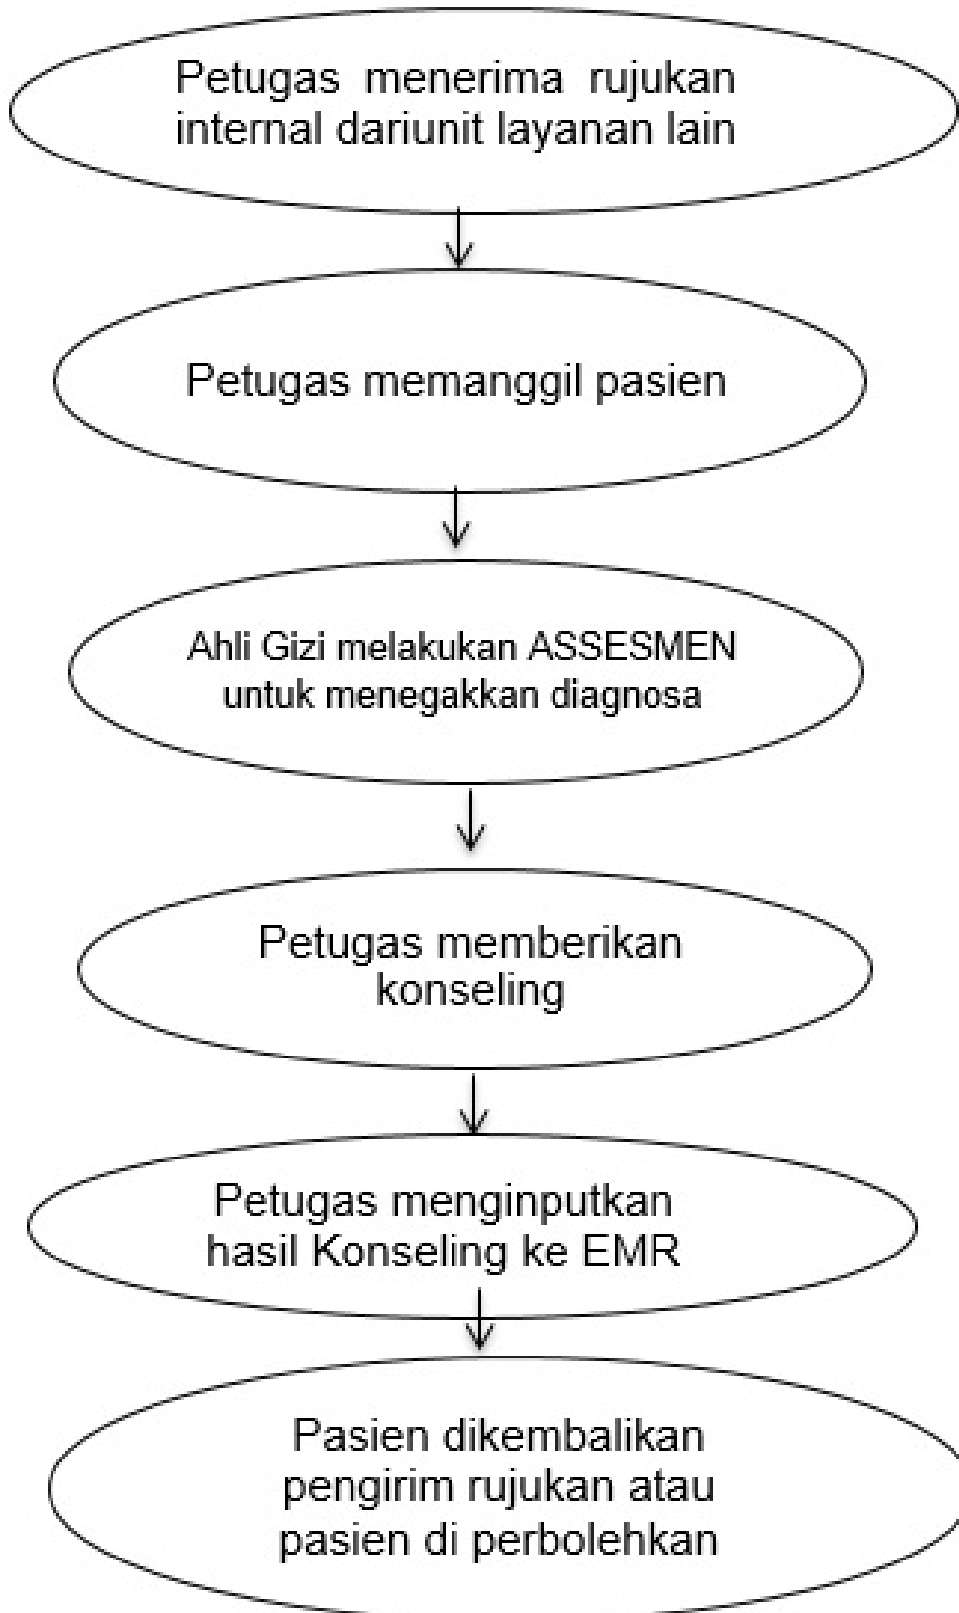 Petugas menerima rujukan
internal dariunit layanan lain
Petugas memanggil pasien
Ahli Gizi melakukan ASSESMEN
untuk menegakkan diagnosa
Petugas memberikan
konseling
Petugas menginputkan
hasil Konseling ke EMR
Pasien dikembalikan
pengirim rujukan atau
pasien di perbolehkan